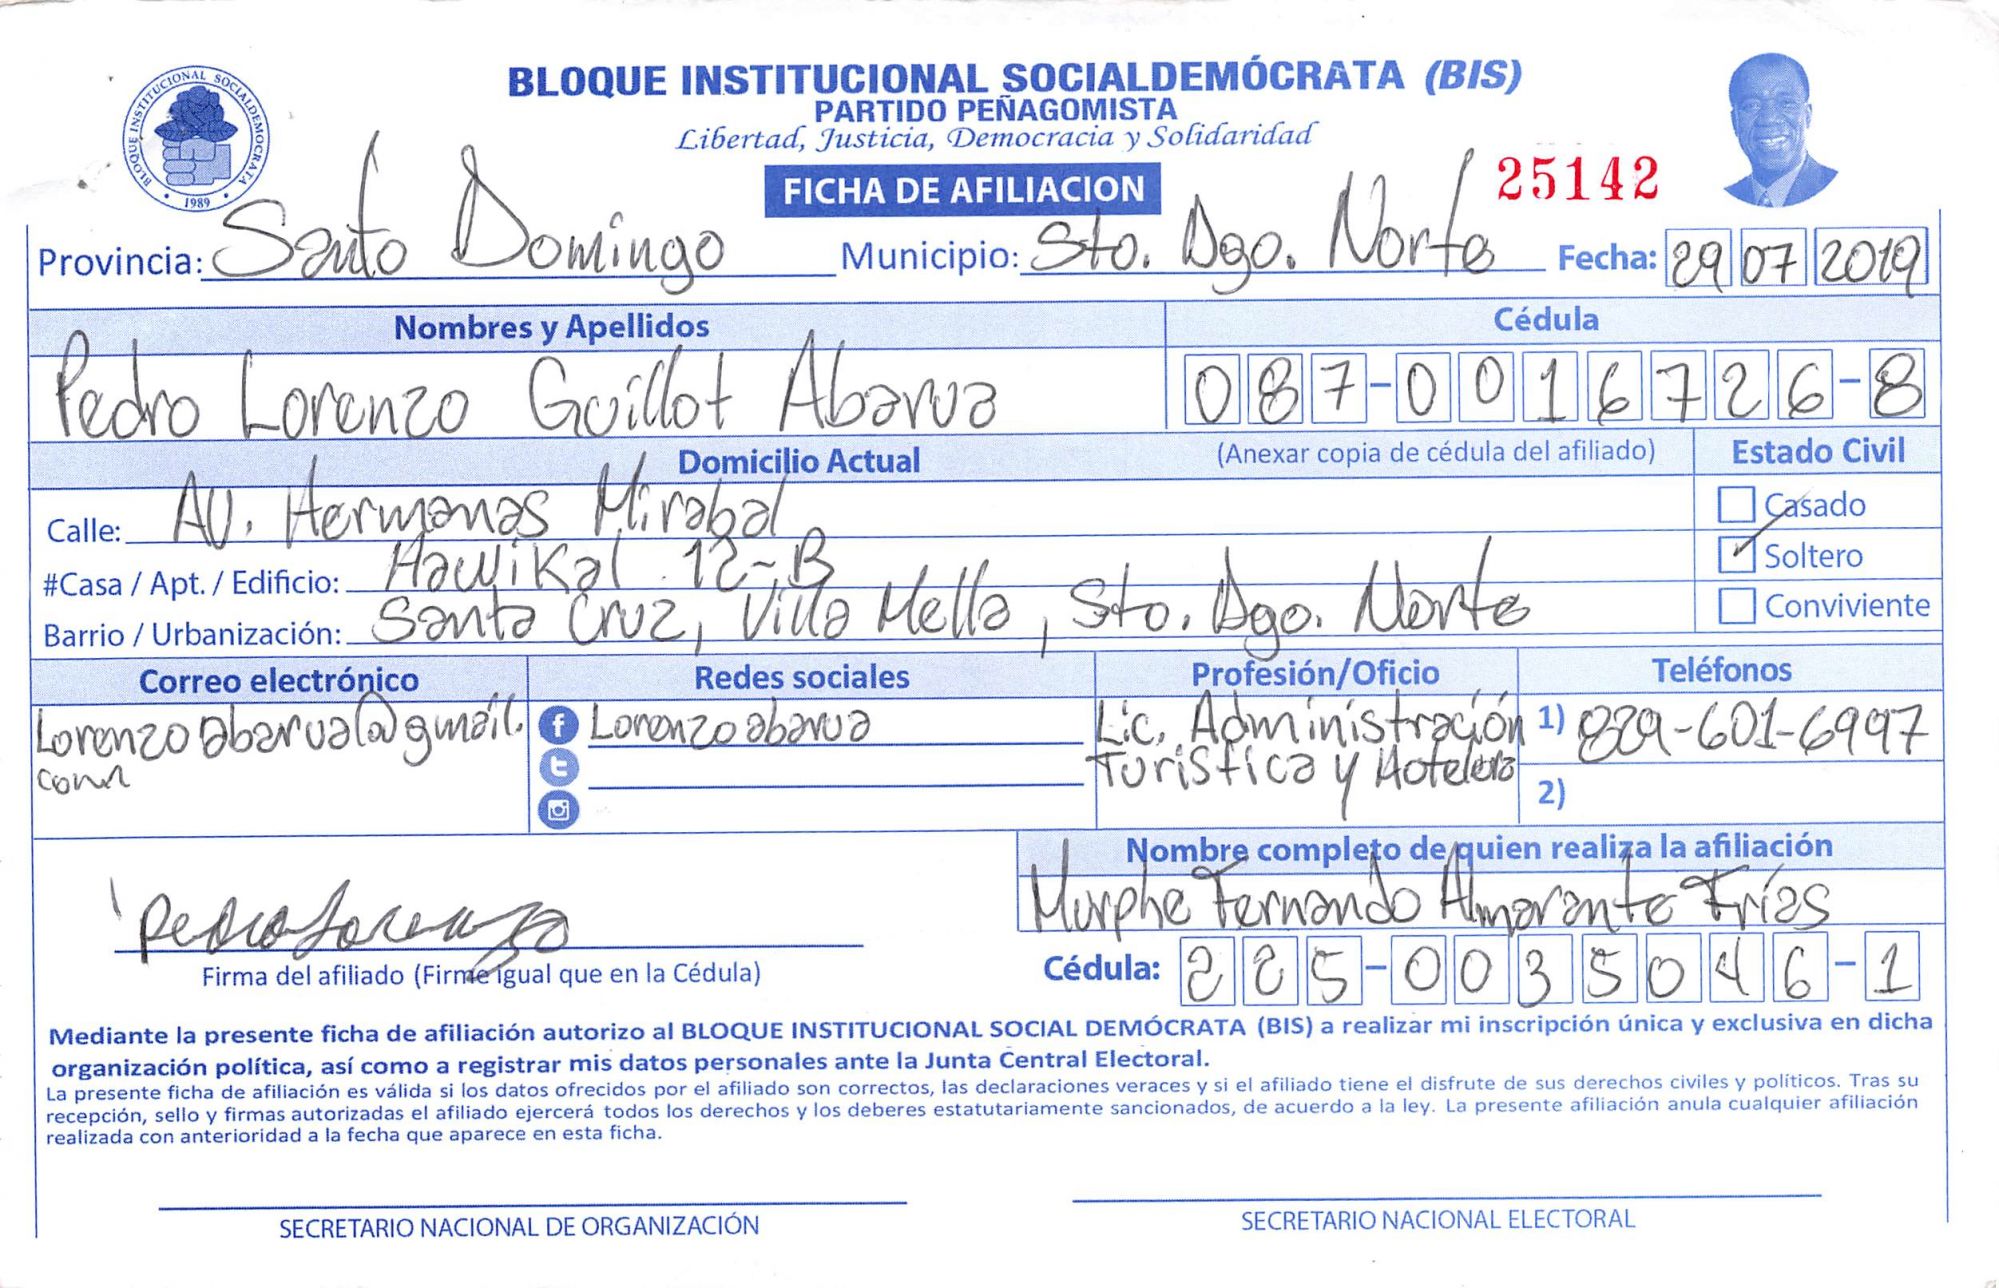 BLOQUE INSTITUCIONAL SOCIALDEMÓCRATA (BIS)
PARTIDO PEÑAGOMISTA
Libertad, Justicia, Democracia y Solidaridad
BLOQUE INSTITUCIONAL SOCIALDEMOCRATA
1989
FICHA DE AFILIACION
25142
Provincia: Santo Domingo Municipio: Sto. Dgo. Norte Fecha: 29 07 2019
Nombres y Apellidos Cédula
Pedro Lorenzo Guillot Abarua 087-0016726-8
Domicilio Actual (Anexar copia de cédula del afiliado) Estado Civil
Calle: AV. Hermanas Mirabal Casado
#Casa / Apt. / Edificio: 12-B Soltero
Barrio / Urbanización: Santa Cruz, Villa Mella, Sto. Dgo. Norte Conviviente
Correo electrónico Redes sociales Profesión/Oficio Teléfonos
Lorenzoabarua@gmail. Lorenzoabarua Lic. Administración 1) 829-601-6997
com Turistica y Hotelera 2)
Nombre completo de quien realiza la afiliación
Murphe Fernando Almarante Frías
Pedro Lorenzo
Firma del afiliado (Firme igual que en la Cédula) Cédula: 225-0035046-1
Mediante la presente ficha de afiliación autorizo al BLOQUE INSTITUCIONAL SOCIAL DEMÓCRATA (BIS) a realizar mi inscripción única y exclusiva en dicha
organización política, así como a registrar mis datos personales ante la Junta Central Electoral.
La presente ficha de afiliación es válida si los datos ofrecidos por el afiliado son correctos, las declaraciones veraces y si el afiliado tiene el disfrute de sus derechos civiles y políticos. Tras su
recepción, sello y firmas autorizadas el afiliado ejercerá todos los derechos y los deberes estatutariamente sancionados, de acuerdo a la ley. La presente afiliación anula cualquier afiliación
realizada con anterioridad a la fecha que aparece en esta ficha.
SECRETARIO NACIONAL DE ORGANIZACIÓN SECRETARIO NACIONAL ELECTORAL